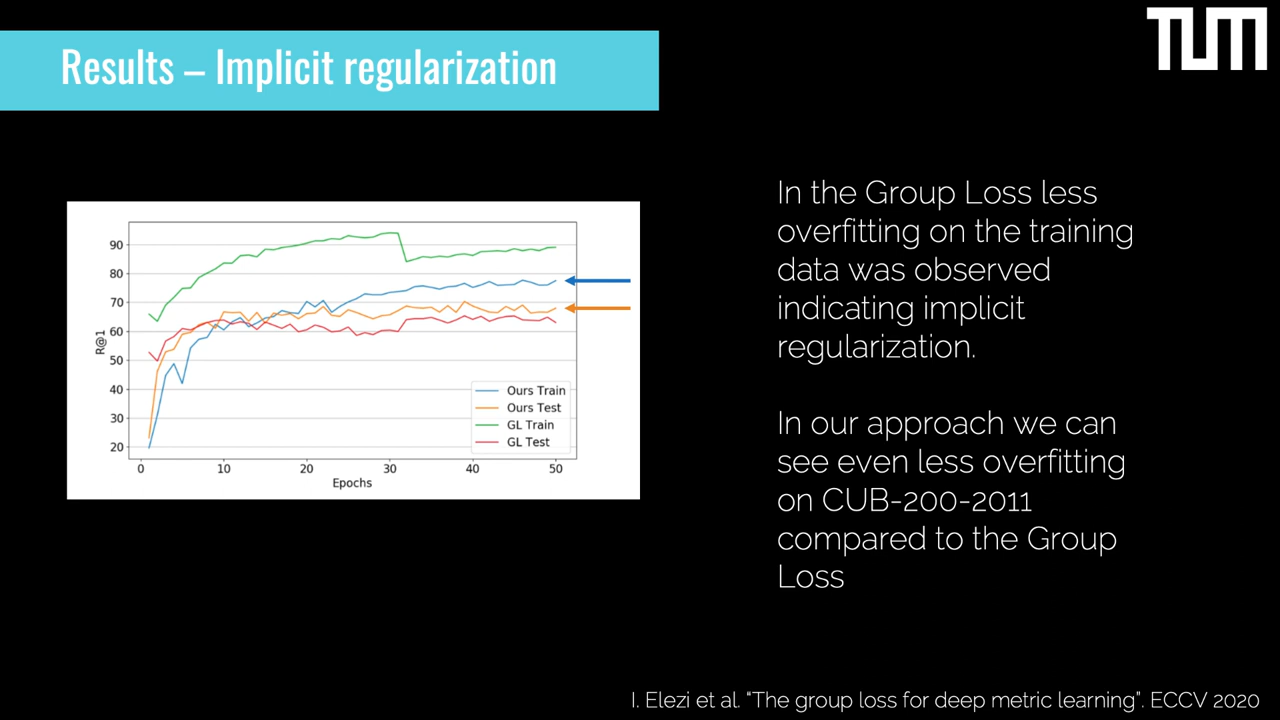 TUM
Results – Implicit regularization
In the Group Loss less
overfitting on the training
data was observed
indicating implicit
regularization.
In our approach we can
see even less overfitting
on CUB-200-2011
compared to the Group
Loss
R@1
90
80
70
60
50
40
30
20
0
10
20
30
40
50
Epochs
Ours Train
Ours Test
GL Train
GL Test
I. Elezi et al. “The group loss for deep metric learning”. ECCV 2020